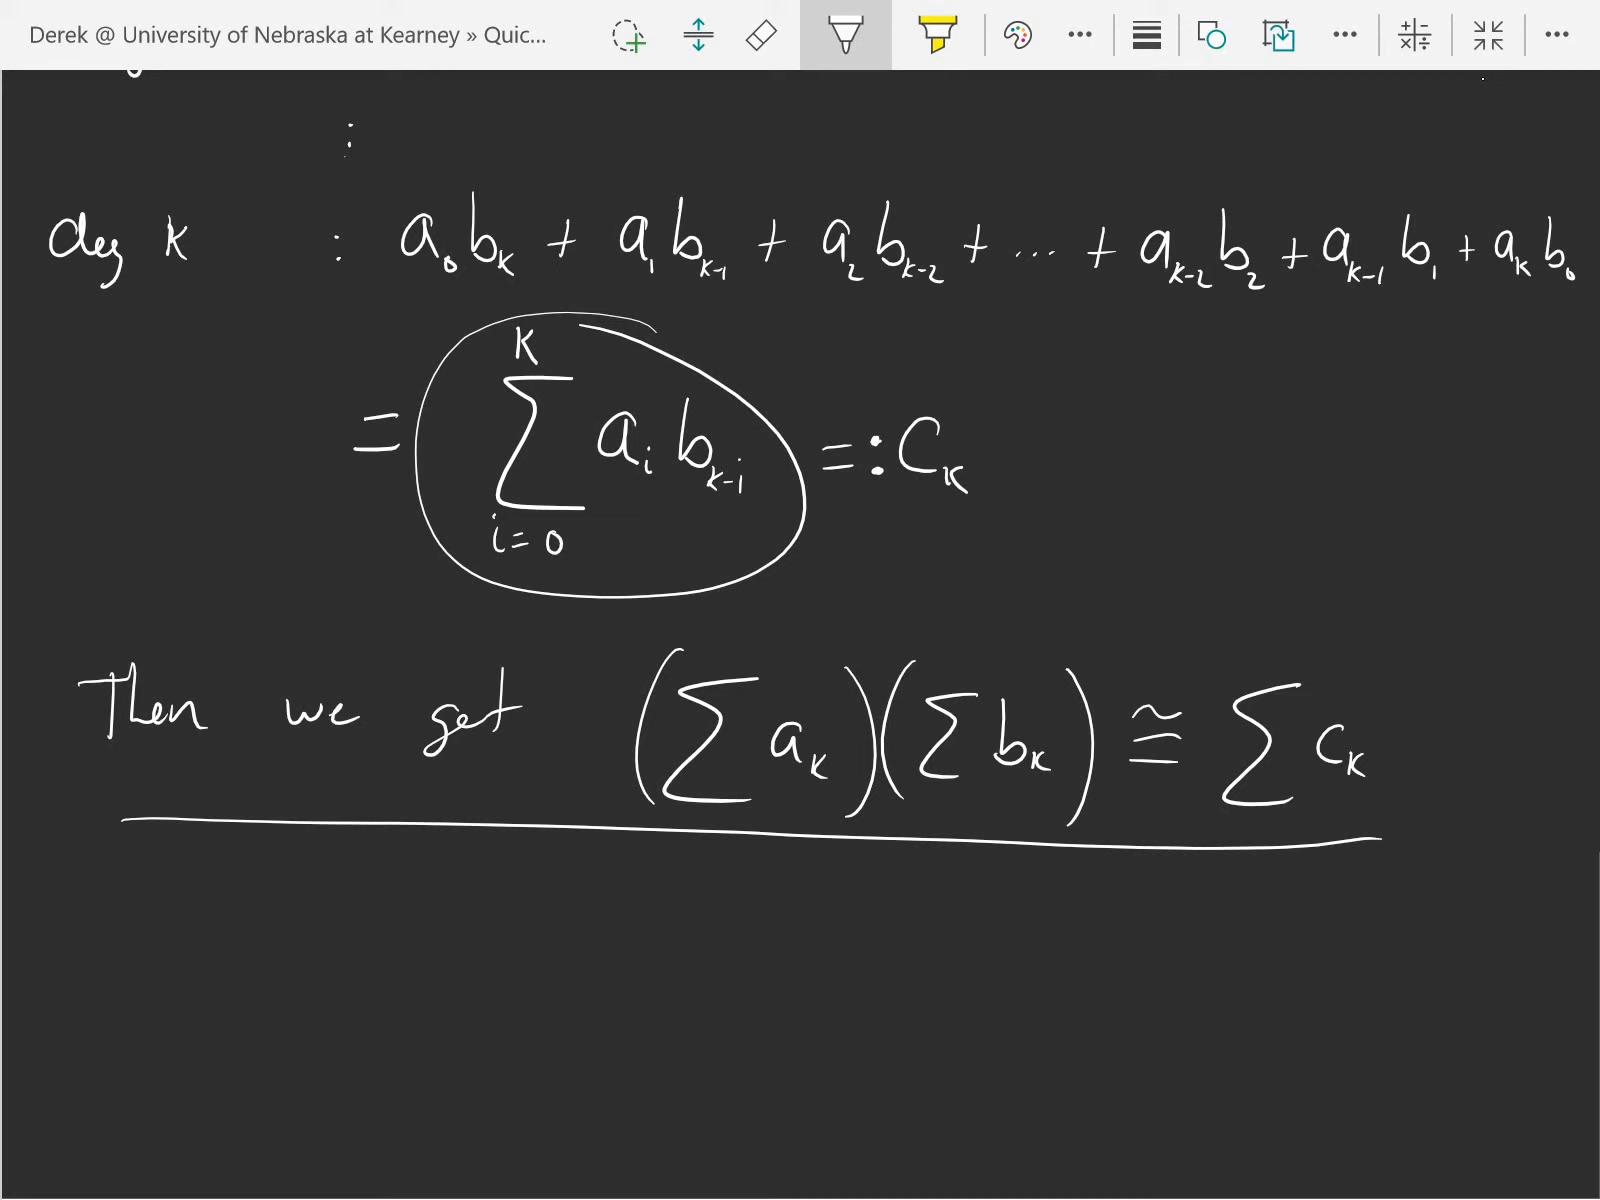 Derek @ University of Nebraska at Kearney » Quic...
:
deg k : a₀bₖ + a₁bₖ₋₁ + a₂bₖ₋₂ + ... + aₖ₋₂b₂ + aₖ₋₁b₁ + aₖb₀
= ∑_{i=0}^{k} aᵢ b_{k-i} =: Cₖ
Then we get (∑ aₖ)(∑ bₖ) ≅ ∑ cₖ